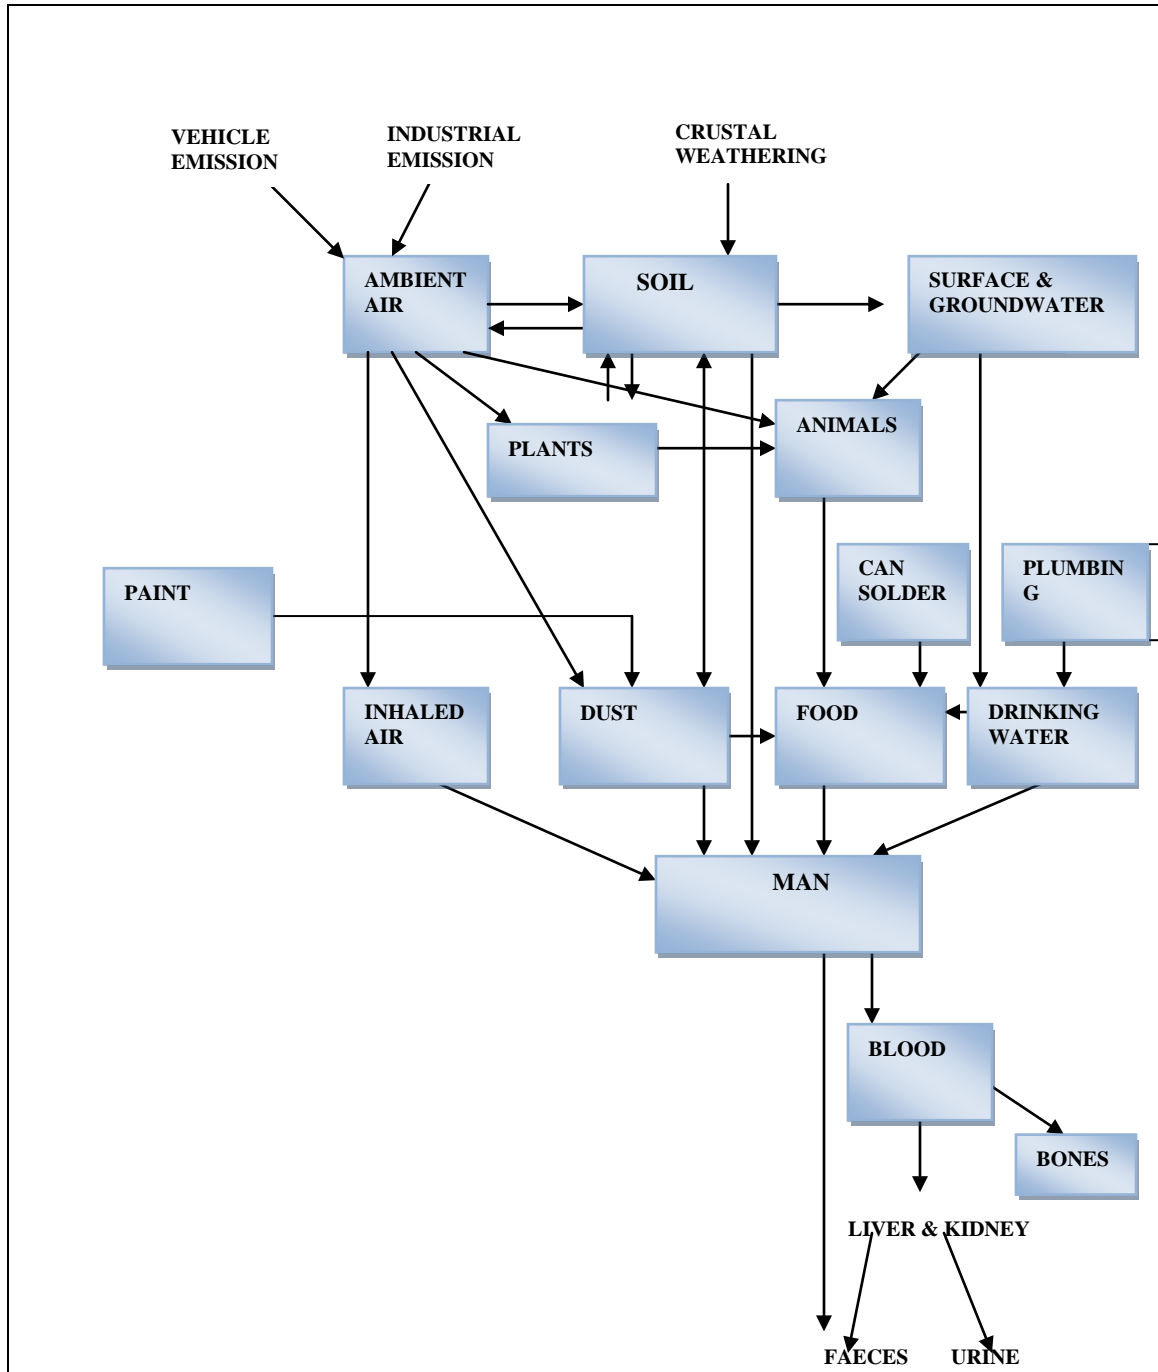 VEHICLE
EMISSION
INDUSTRIAL
EMISSION
CRUSTAL
WEATHERING
AMBIENT
AIR
SOIL
SURFACE &
GROUNDWATER
PLANTS
ANIMALS
PAINT
CAN
SOLDER
PLUMBIN
G
INHALED
AIR
DUST
FOOD
DRINKING
WATER
MAN
BLOOD
BONES
LIVER & KIDNEY
FAECES
URINE